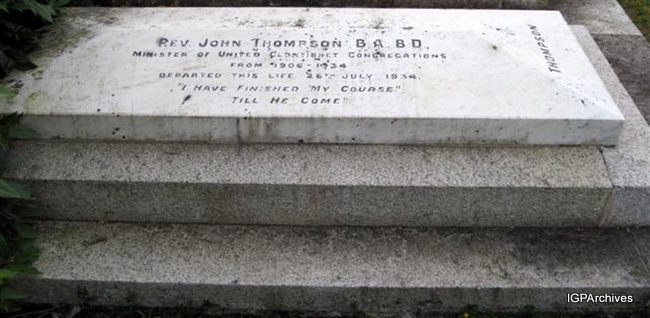 REV. JOHN THOMPSON B.A. B.D.,
MINISTER OF UNITED CLONTIBRET CONGREGATIONS
FROM 1906-1934
DEPARTED THIS LIFE 26TH JULY 1934.
"I HAVE FINISHED MY COURSE"
TILL HE COME"
THOMPSON
IGPArchives